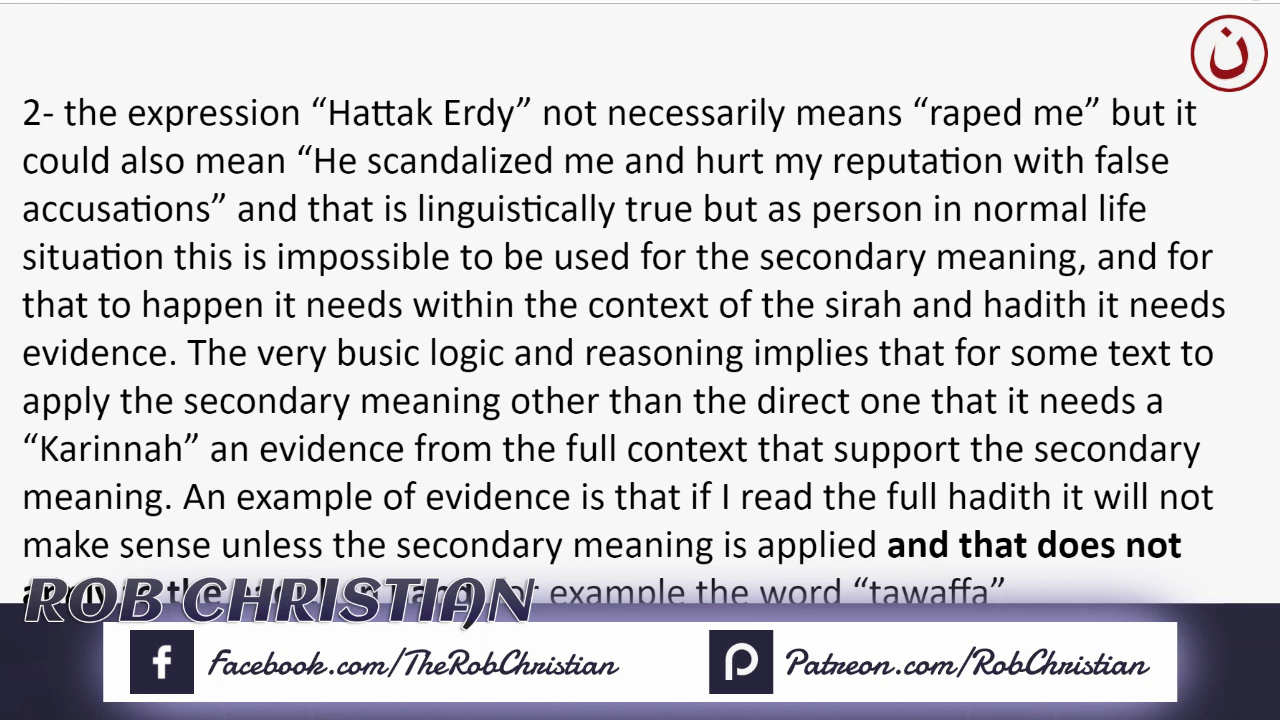 ن
2- the expression “Hattak Erdy” not necessarily means “raped me” but it
could also mean “He scandalized me and hurt my reputation with false
accusations” and that is linguistically true but as person in normal life
situation this is impossible to be used for the secondary meaning, and for
that to happen it needs within the context of the sirah and hadith it needs
evidence. The very busic logic and reasoning implies that for some text to
apply the secondary meaning other than the direct one that it needs a
“Karinnah” an evidence from the full context that support the secondary
meaning. An example of evidence is that if I read the full hadith it will not
make sense unless the secondary meaning is applied and that does not
example the word “tawaffa”
ROB CHRISTIAN
Facebook.com/TheRobChristian
Patreon.com/RobChristian